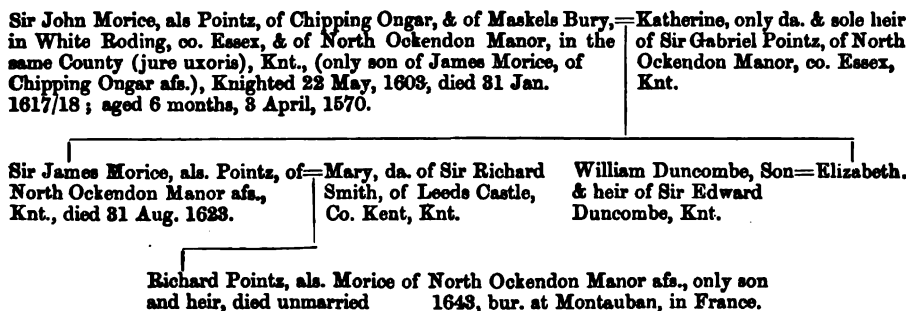 Sir John Morice, als Pointz, of Chipping Ongar, & of Maskels Bury,=Katherine, only da. & sole heir
in White Roding, co. Essex, & of North Ockendon Manor, in the of Sir Gabriel Pointz, of North
same County (jure uxoris), Knt., (only son of James Morice, of Ockendon Manor, co. Essex,
Chipping Ongar afs.), Knighted 22 May, 1603, died 31 Jan. Knt.
1617/18 ; aged 6 months, 3 April, 1570.
Sir James Morice, als. Pointz, of=Mary, da. of Sir Richard William Duncombe, Son=Elizabeth.
North Ockendon Manor afs., Smith, of Leeds Castle, & heir of Sir Edward
Knt., died 31 Aug. 1623. Co. Kent, Knt. Duncombe, Knt.
Richard Pointz, als. Morice of North Ockendon Manor afs., only son
and heir, died unmarried 1643, bur. at Montauban, in France.